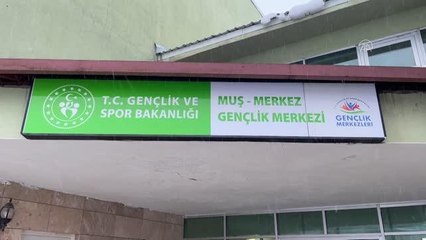 T.C. GENÇLİK VE
SPOR BAKANLIĞI
MUŞ - MERKEZ
GENÇLİK MERKEZİ
GENÇLİK
MERKEZLERİ